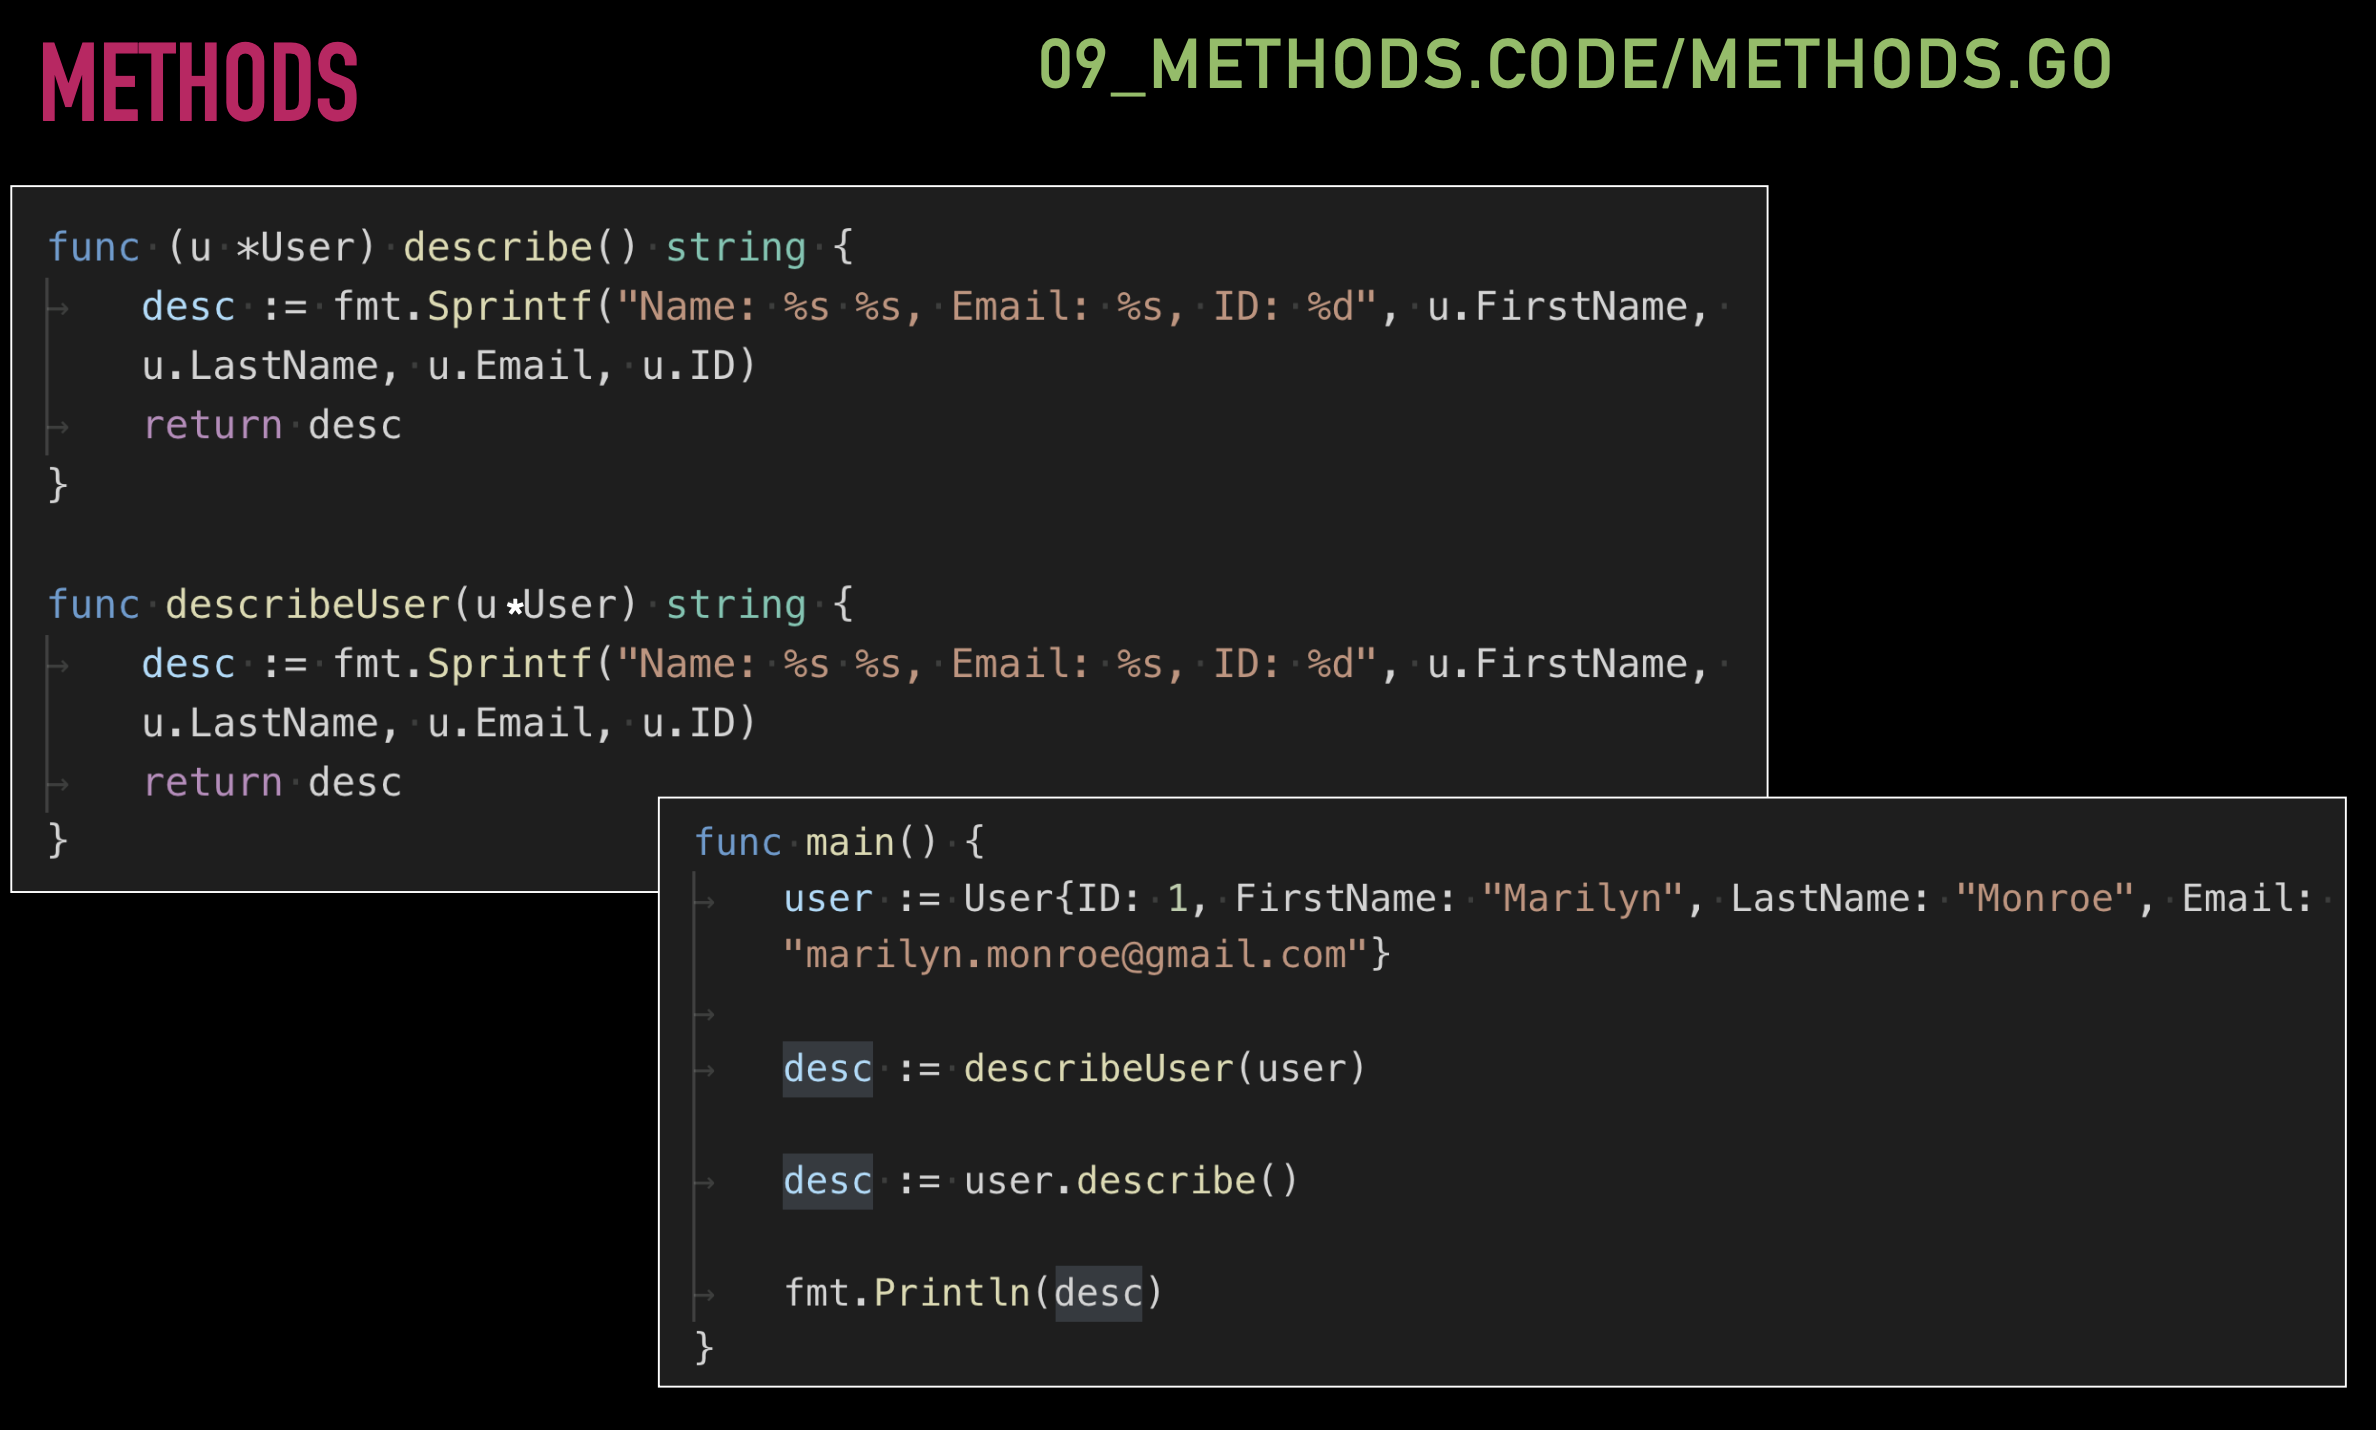 METHODS
09_METHODS.CODE/METHODS.GO
func (u *User) describe() string {
desc := fmt.Sprintf("Name: %s %s, Email: %s, ID: %d", u.FirstName,
u.LastName, u.Email, u.ID)
return desc
}
func describeUser(u *User) string {
desc := fmt.Sprintf("Name: %s %s, Email: %s, ID: %d", u.FirstName,
u.LastName, u.Email, u.ID)
return desc
}
func main() {
user := User{ID: 1, FirstName: "Marilyn", LastName: "Monroe", Email:
"marilyn.monroe@gmail.com"}
desc := describeUser(user)
desc := user.describe()
fmt.Println(desc)
}